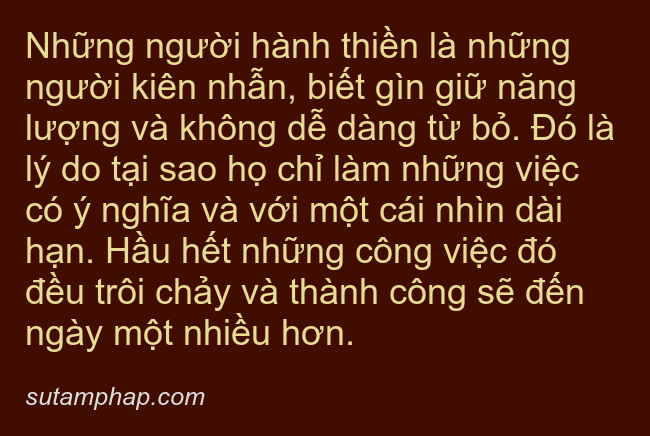 Những người hành thiền là những
người kiên nhẫn, biết gìn giữ năng
lượng và không dễ dàng từ bỏ. Đó là
lý do tại sao họ chỉ làm những việc
có ý nghĩa và với một cái nhìn dài
hạn. Hầu hết những công việc đó
đều trôi chảy và thành công sẽ đến
ngày một nhiều hơn.
sutamphap.com